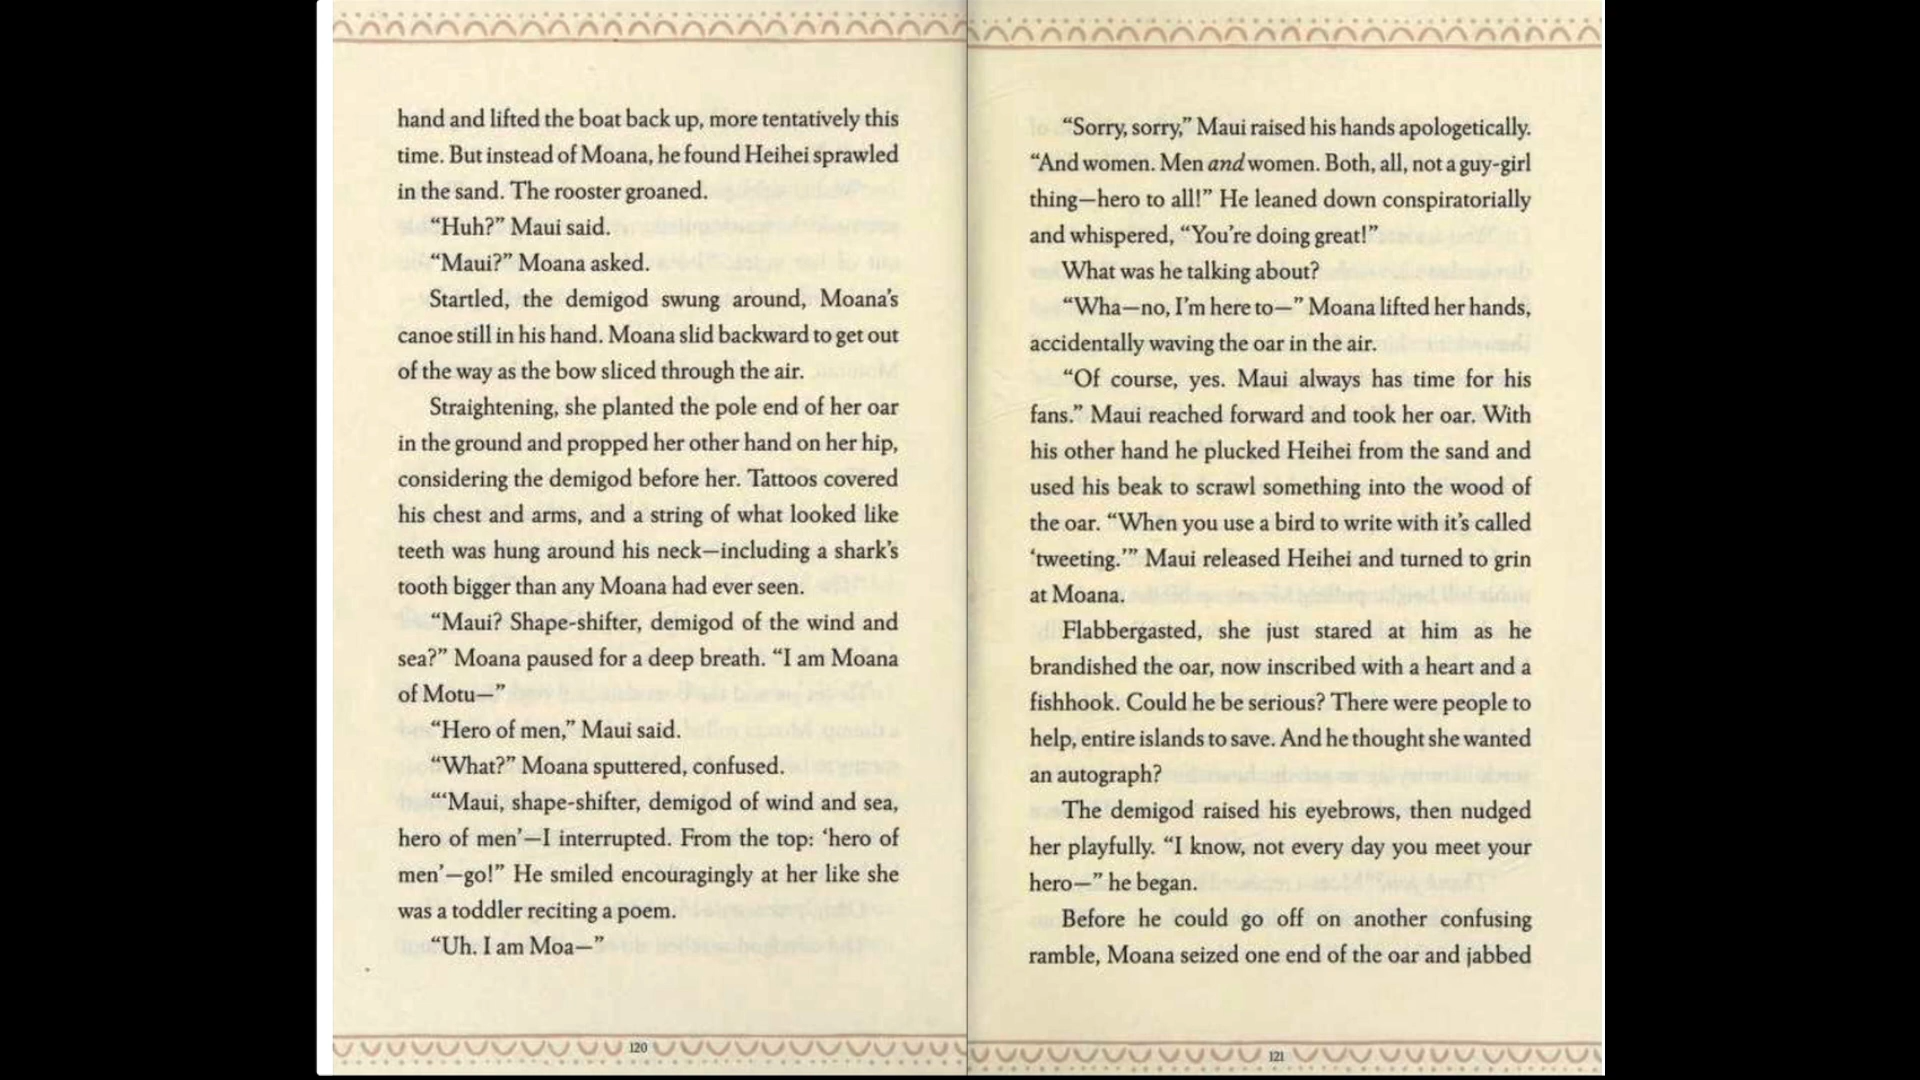 hand and lifted the boat back up, more tentatively this
time. But instead of Moana, he found Heihei sprawled
in the sand. The rooster groaned.
“Huh?” Maui said.
“Maui?” Moana asked.
Startled, the demigod swung around, Moana’s
canoe still in his hand. Moana slid backward to get out
of the way as the bow sliced through the air.
Straightening, she planted the pole end of her oar
in the ground and propped her other hand on her hip,
considering the demigod before her. Tattoos covered
his chest and arms, and a string of what looked like
teeth was hung around his neck—including a shark’s
tooth bigger than any Moana had ever seen.
“Maui? Shape-shifter, demigod of the wind and
sea?” Moana paused for a deep breath. “I am Moana
of Motu—”
“Hero of men,” Maui said.
“What?” Moana sputtered, confused.
“‘Maui, shape-shifter, demigod of wind and sea,
hero of men’—I interrupted. From the top: ‘hero of
men’—go!” He smiled encouragingly at her like she
was a toddler reciting a poem.
“Uh. I am Moa—”
120
“Sorry, sorry,” Maui raised his hands apologetically.
“And women. Men and women. Both, all, not a guy-girl
thing—hero to all!” He leaned down conspiratorially
and whispered, “You’re doing great!”
What was he talking about?
“Wha—no, I’m here to—” Moana lifted her hands,
accidentally waving the oar in the air.
“Of course, yes. Maui always has time for his
fans.” Maui reached forward and took her oar. With
his other hand he plucked Heihei from the sand and
used his beak to scrawl something into the wood of
the oar. “When you use a bird to write with it’s called
‘tweeting.’” Maui released Heihei and turned to grin
at Moana.
Flabbergasted, she just stared at him as he
brandished the oar, now inscribed with a heart and a
fishhook. Could he be serious? There were people to
help, entire islands to save. And he thought she wanted
an autograph?
The demigod raised his eyebrows, then nudged
her playfully. “I know, not every day you meet your
hero—” he began.
Before he could go off on another confusing
ramble, Moana seized one end of the oar and jabbed
121